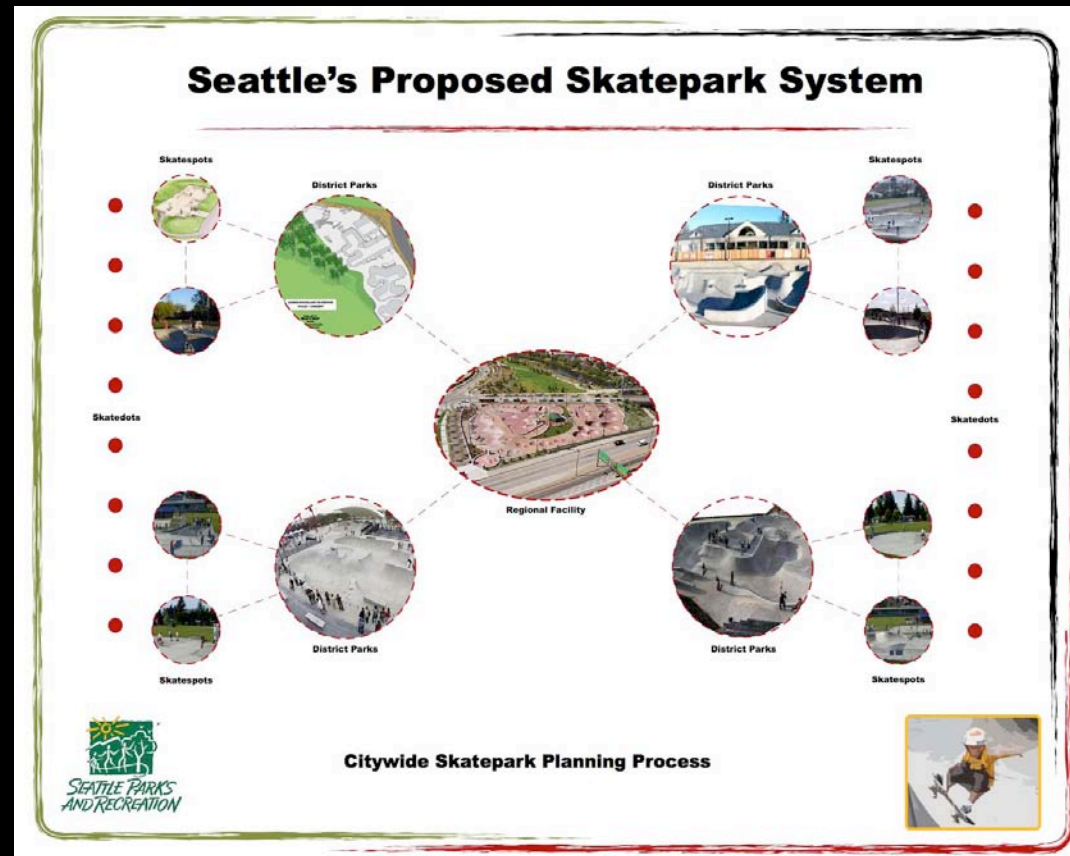 Seattle's Proposed Skatepark System
Skatespots
Skatespots
District Parks
District Parks
Skatedots
Skatedots
Regional Facility
District Parks
District Parks
Skatespots
Skatespots
Citywide Skatepark Planning Process
SEATTLE PARKS
AND RECREATION